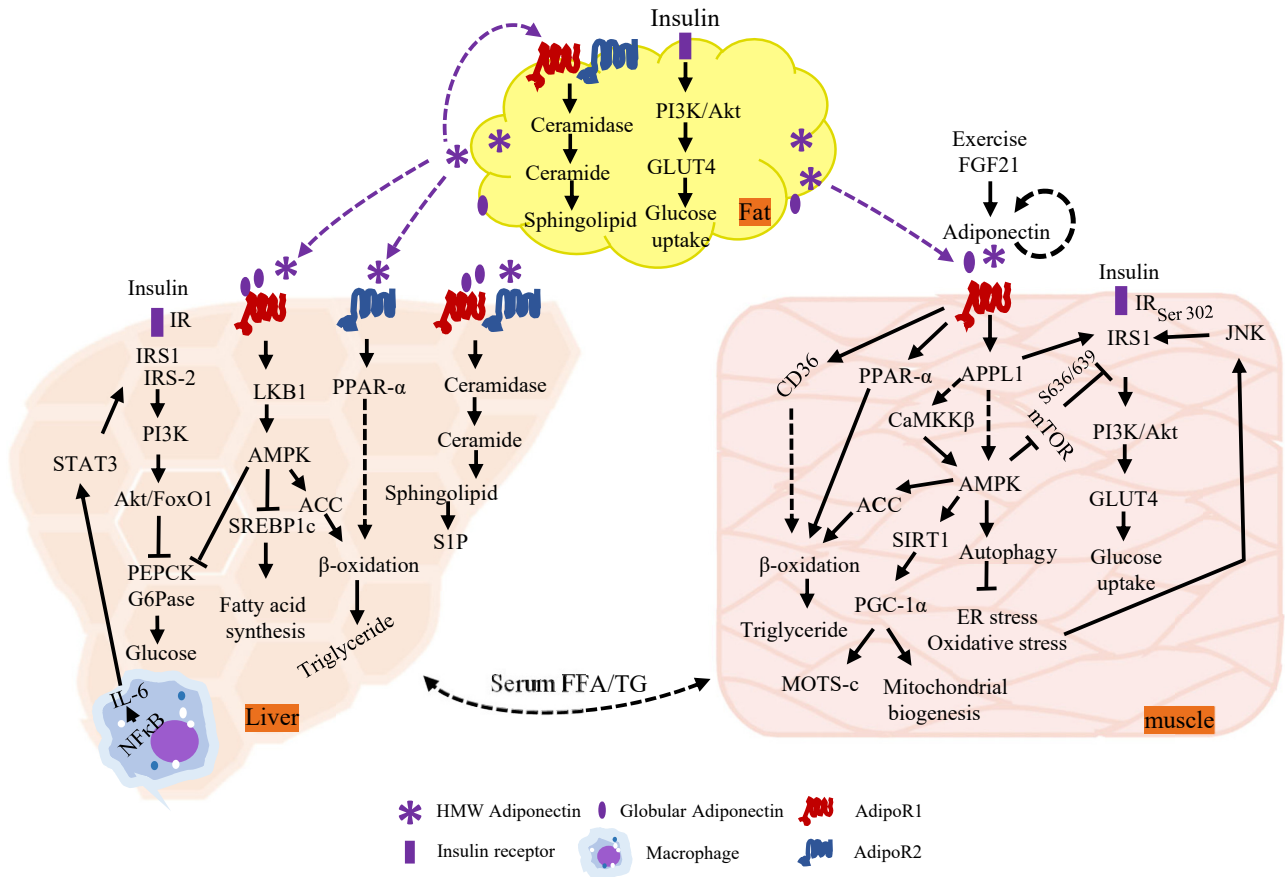 Insulin
PI3K/Akt
GLUT4
Glucose
uptake
Ceramidase
Ceramide
Sphingolipid
Fat
Exercise
FGF21
Adiponectin
Insulin
IR
IRS1
IRS-2
PI3K
Akt/FoxO1
PEPCK
G6Pase
Glucose
STAT3
IL-6
NFκB
LKB1
AMPK
SREBP1c
Fatty acid
synthesis
ACC
PPAR-α
β-oxidation
Triglyceride
Ceramidase
Ceramide
Sphingolipid
S1P
Liver
Serum FFA/TG
Insulin
IR
Ser 302
IRS1
JNK
CD36
PPAR-α
APPL1
S636/639
CaMKKβ
mTOR
PI3K/Akt
AMPK
ACC
GLUT4
SIRT1
Autophagy
Glucose
uptake
β-oxidation
PGC-1α
ER stress
Oxidative stress
Triglyceride
MOTS-c
Mitochondrial
biogenesis
muscle
HMW Adiponectin
Globular Adiponectin
AdipoR1
Insulin receptor
Macrophage
AdipoR2